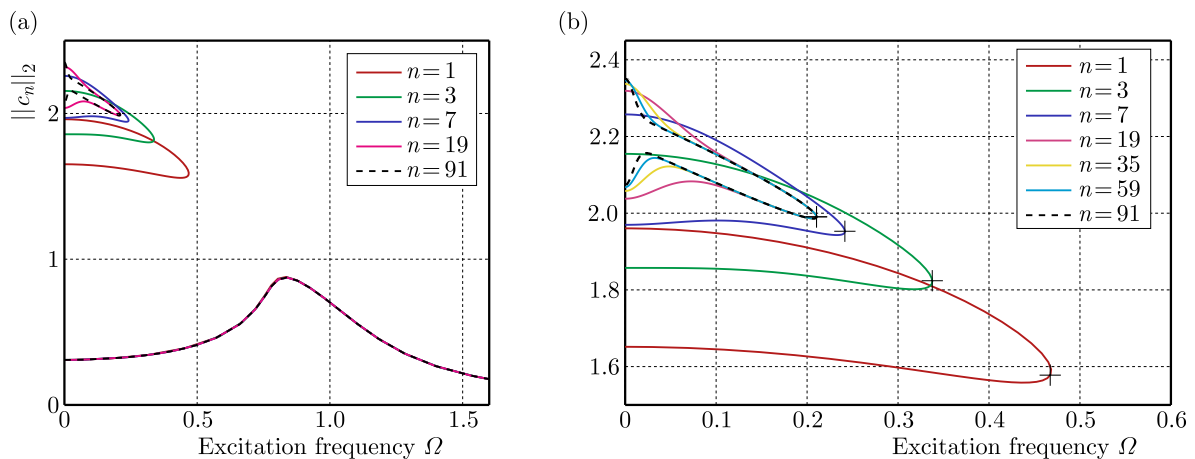 (a)
||c_n||_2
2
1
0
0
0.5
1.0
1.5
Excitation frequency Ω
n=1
n=3
n=7
n=19
n=91
(b)
2.4
2.2
2.0
1.8
1.6
0
0.1
0.2
0.3
0.4
0.5
0.6
Excitation frequency Ω
n=1
n=3
n=7
n=19
n=35
n=59
n=91